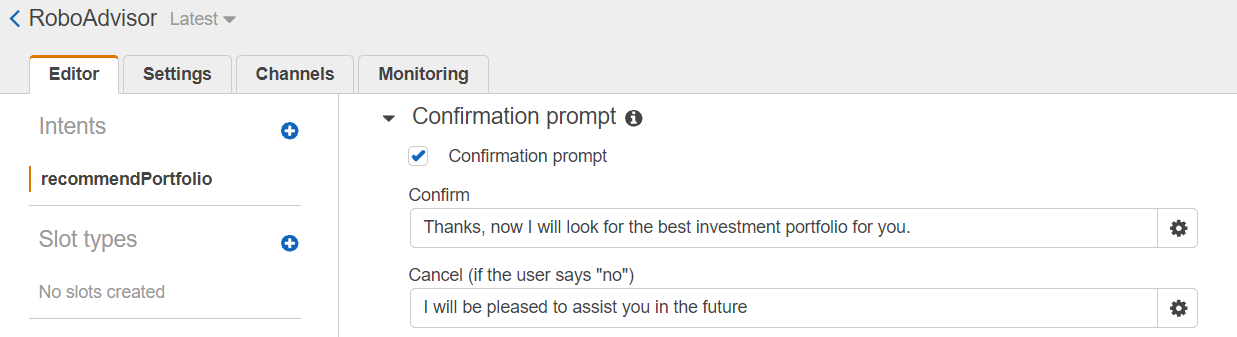 RoboAdvisor Latest
Editor Settings Channels Monitoring
Intents
recommendPortfolio
Slot types
No slots created
Confirmation prompt
Confirmation prompt
Confirm
Thanks, now I will look for the best investment portfolio for you.
Cancel (if the user says "no")
I will be pleased to assist you in the future